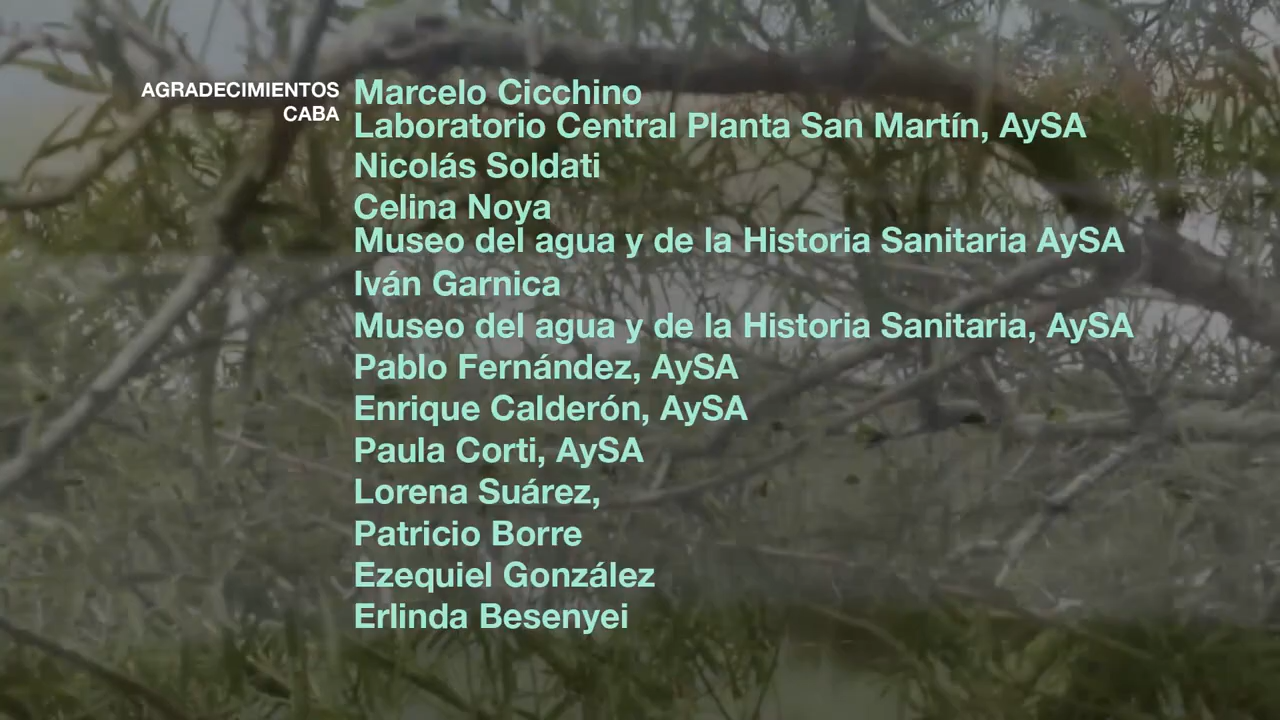 AGRADECIMIENTOS
CABA
Marcelo Cicchino
Laboratorio Central Planta San Martín, AySA
Nicolás Soldati
Celina Noya
Museo del agua y de la Historia Sanitaria AySA
Iván Garnica
Museo del agua y de la Historia Sanitaria, AySA
Pablo Fernández, AySA
Enrique Calderón, AySA
Paula Corti, AySA
Lorena Suárez,
Patricio Borre
Ezequiel González
Erlinda Besenyei